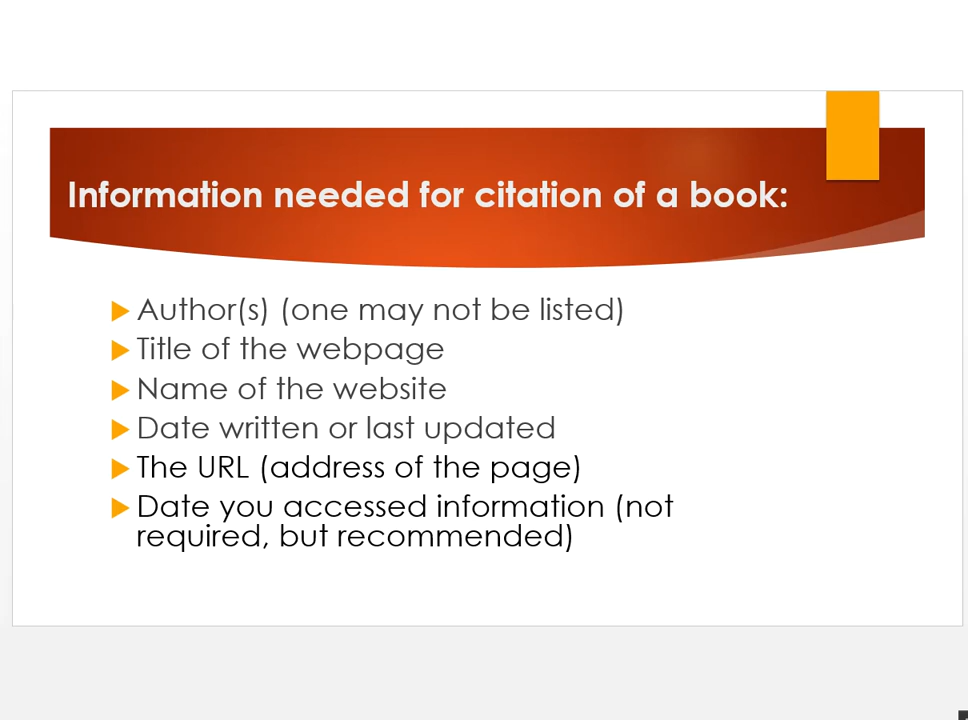 Information needed for citation of a book:
Author(s) (one may not be listed)
Title of the webpage
Name of the website
Date written or last updated
The URL (address of the page)
Date you accessed information (not
required, but recommended)